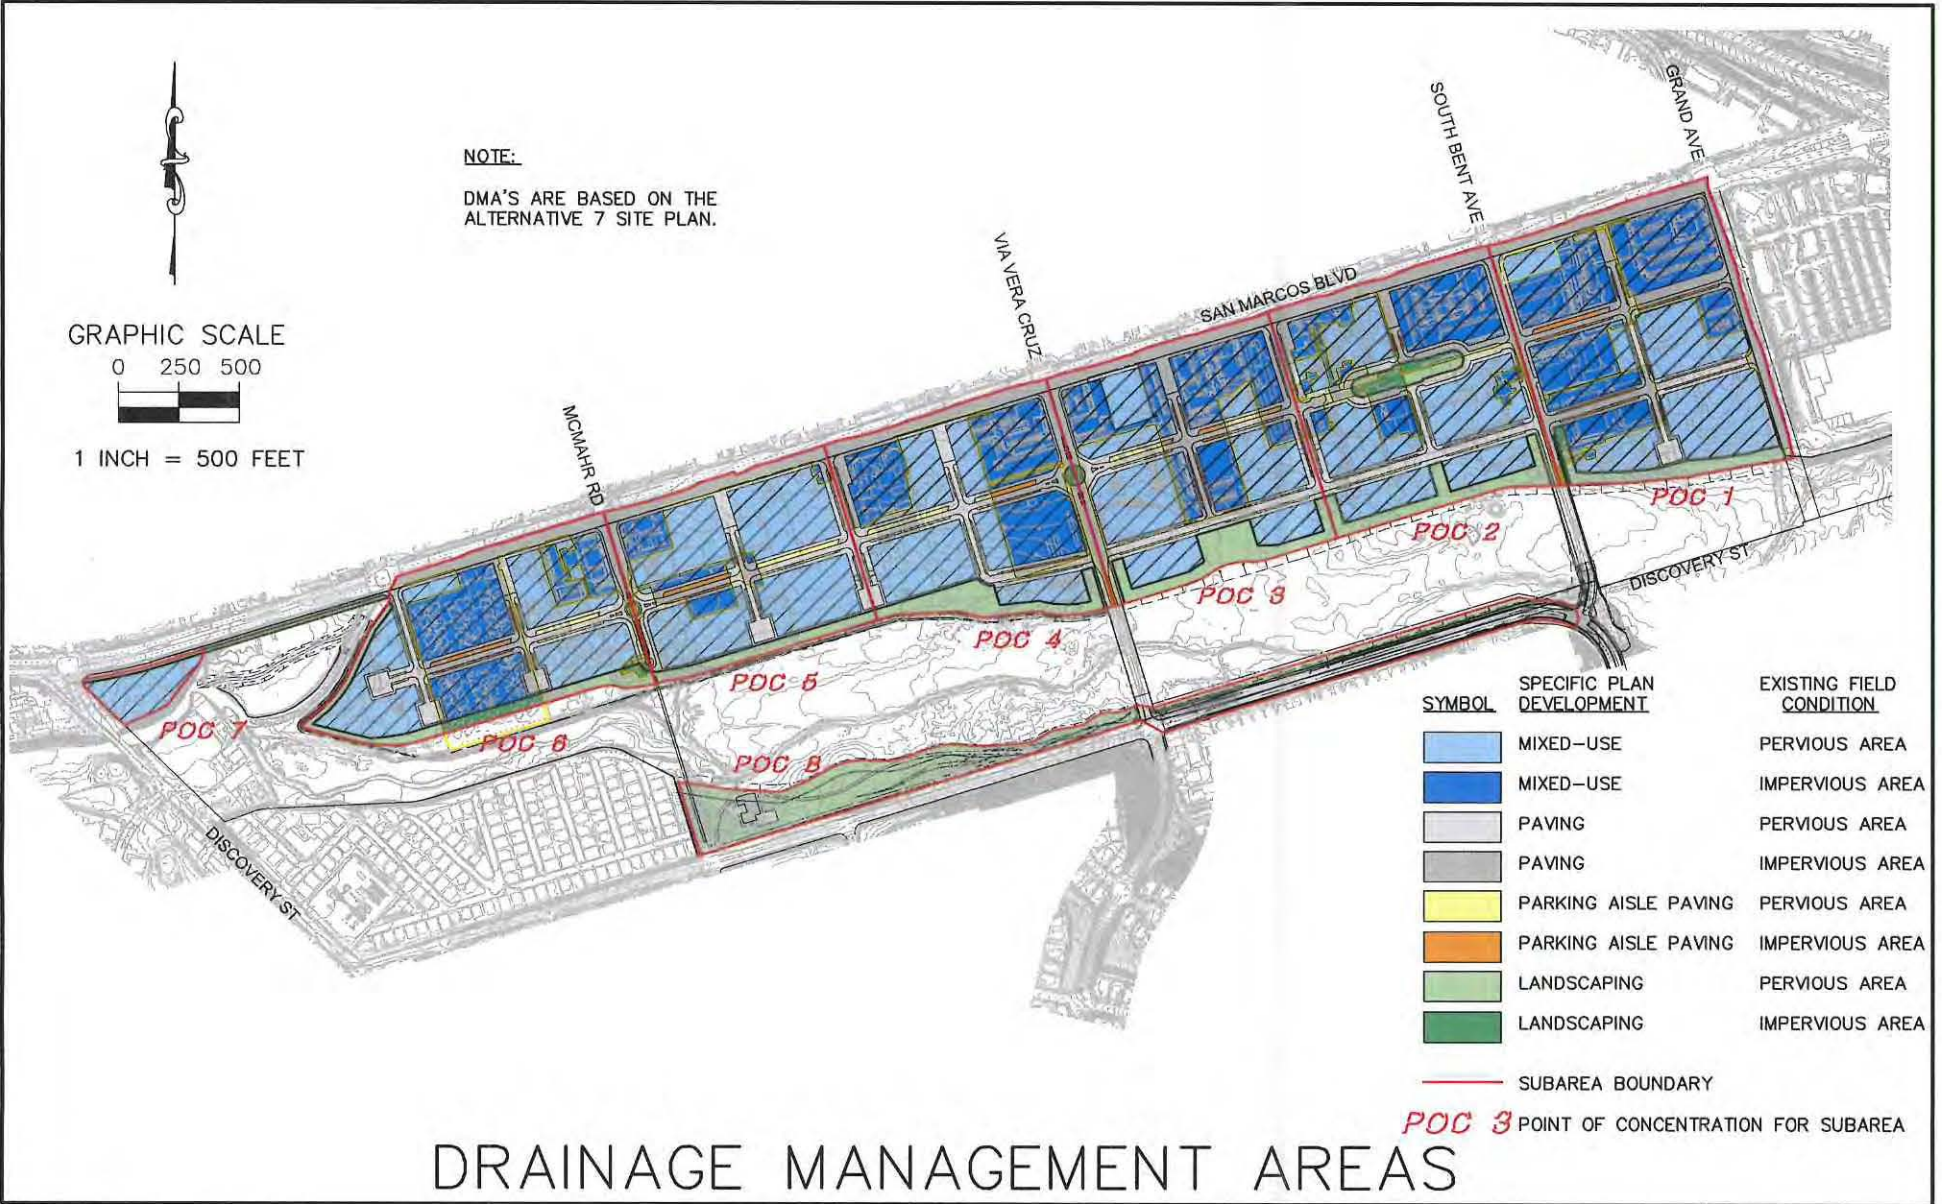 NOTE:
DMA'S ARE BASED ON THE
ALTERNATIVE 7 SITE PLAN.
GRAPHIC SCALE
0 250 500
1 INCH = 500 FEET
MCMAHR RD
VIA VERA CRUZ
SAN MARCOS BLVD
SOUTH BENT AVE
GRAND AVE
POC 1
POC 2
POC 3
POC 4
POC 5
POC 6
POC 7
POC 8
DISCOVERY ST
DISCOVERY ST
SYMBOL SPECIFIC PLAN DEVELOPMENT EXISTING FIELD CONDITION
MIXED-USE PERVIOUS AREA
MIXED-USE IMPERVIOUS AREA
PAVING PERVIOUS AREA
PAVING IMPERVIOUS AREA
PARKING AISLE PAVING PERVIOUS AREA
PARKING AISLE PAVING IMPERVIOUS AREA
LANDSCAPING PERVIOUS AREA
LANDSCAPING IMPERVIOUS AREA
SUBAREA BOUNDARY
POC 3 POINT OF CONCENTRATION FOR SUBAREA
DRAINAGE MANAGEMENT AREAS